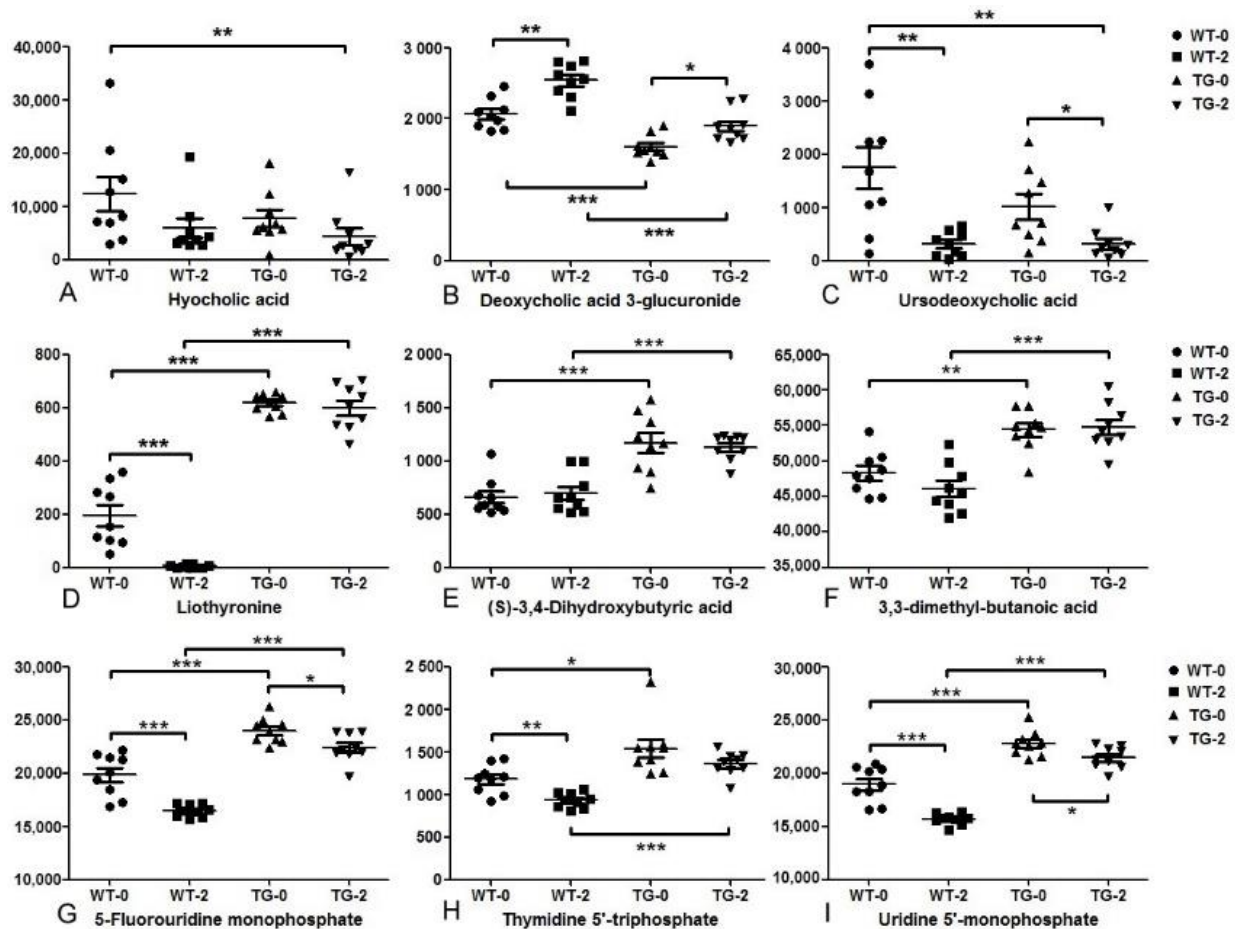 **
40,000
30,000
20,000
10,000
0
WT-0 WT-2 TG-0 TG-2
A Hyocholic acid
**
*
3 000
2 000
1 000
0
***
***
WT-0 WT-2 TG-0 TG-2
B Deoxycholic acid 3-glucuronide
**
**
*
4 000
3 000
2 000
1 000
0
WT-0 WT-2 TG-0 TG-2
C Ursodeoxycholic acid
WT-0
WT-2
TG-0
TG-2
***
***
***
800
600
400
200
0
WT-0 WT-2 TG-0 TG-2
D Liothyronine
***
***
2 000
1 500
1 000
500
0
WT-0 WT-2 TG-0 TG-2
E (S)-3,4-Dihydroxybutyric acid
***
**
65,000
60,000
55,000
50,000
45,000
40,000
35,000
WT-0 WT-2 TG-0 TG-2
F 3,3-dimethyl-butanoic acid
WT-0
WT-2
TG-0
TG-2
***
***
*
***
30,000
25,000
20,000
15,000
10,000
WT-0 WT-2 TG-0 TG-2
G 5-Fluorouridine monophosphate
*
**
2 500
2 000
1 500
1 000
500
0
***
WT-0 WT-2 TG-0 TG-2
H Thymidine 5'-triphosphate
***
***
***
30,000
25,000
20,000
15,000
10,000
*
WT-0 WT-2 TG-0 TG-2
I Uridine 5'-monophosphate
WT-0
WT-2
TG-0
TG-2